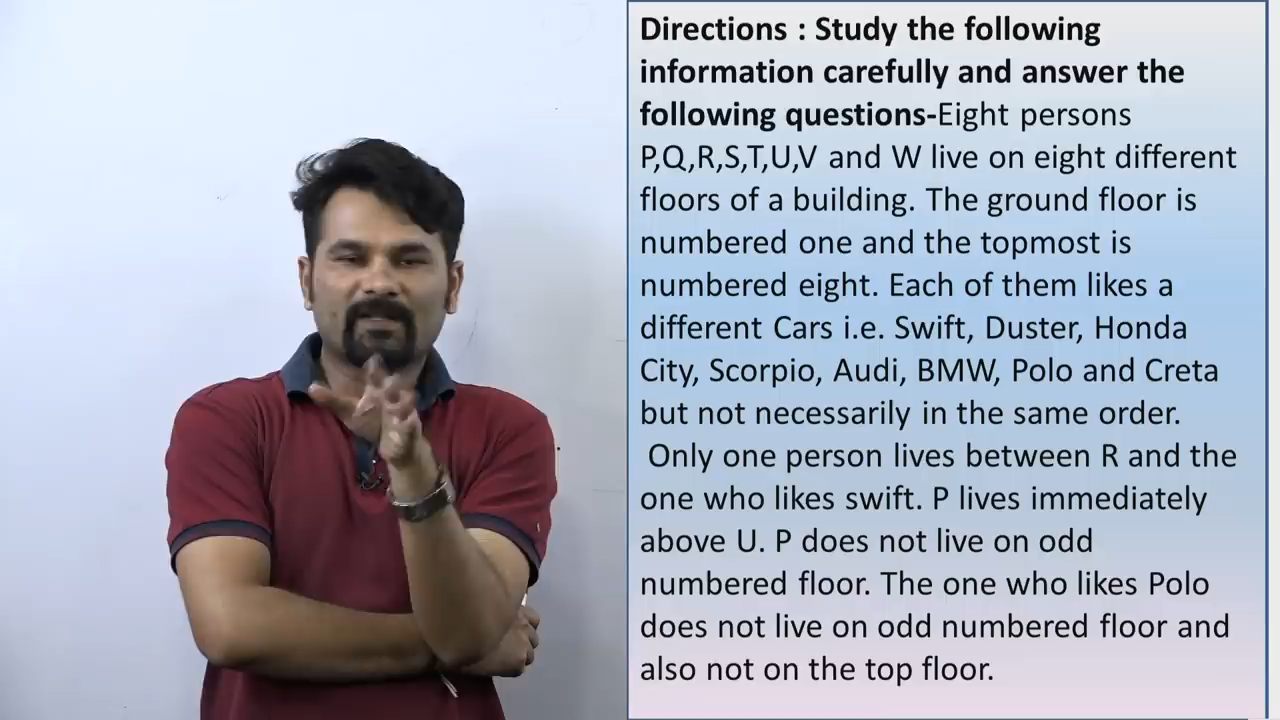 Directions : Study the following
information carefully and answer the
following questions-Eight persons
P,Q,R,S,T,U,V and W live on eight different
floors of a building. The ground floor is
numbered one and the topmost is
numbered eight. Each of them likes a
different Cars i.e. Swift, Duster, Honda
City, Scorpio, Audi, BMW, Polo and Creta
but not necessarily in the same order.
Only one person lives between R and the
one who likes swift. P lives immediately
above U. P does not live on odd
numbered floor. The one who likes Polo
does not live on odd numbered floor and
also not on the top floor.